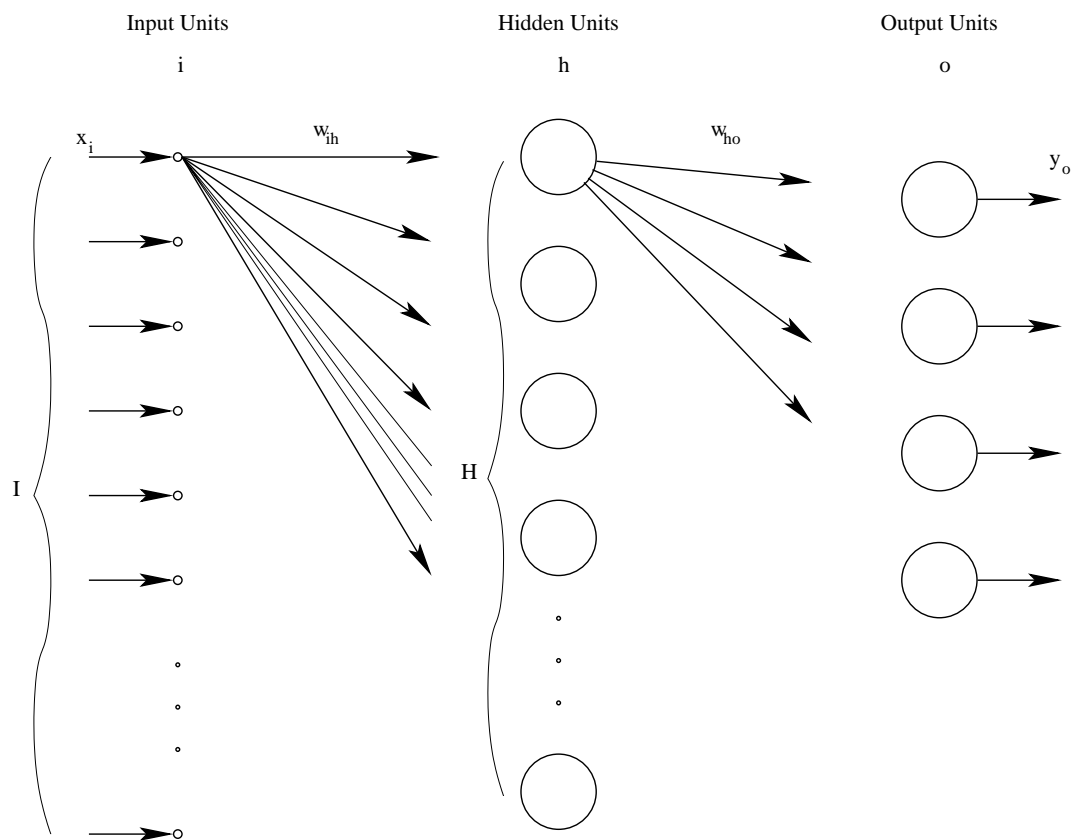 Input Units Hidden Units Output Units
i h o
x_i w_ih w_ho y_o
I H